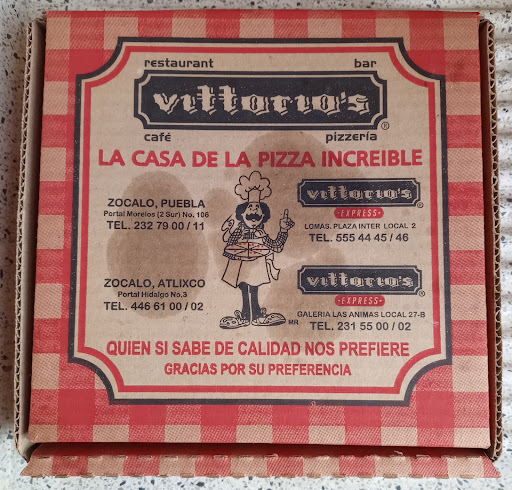 restaurant bar
vittorio's®
café pizzería
LA CASA DE LA PIZZA INCREIBLE
ZOCALO, PUEBLA
Portal Morelos (2 Sur) No. 106
TEL. 232 79 00 / 11
vittorio's®
·EXPRESS·
LOMAS. PLAZA INTER LOCAL 2
TEL. 555 44 45 / 46
ZOCALO, ATLIXCO
Portal Hidalgo No.3
TEL. 446 61 00 / 02
vittorio's®
·EXPRESS·
GALERIA LAS ANIMAS LOCAL 27-B
TEL. 231 55 00 / 02
MR
QUIEN SI SABE DE CALIDAD NOS PREFIERE
GRACIAS POR SU PREFERENCIA